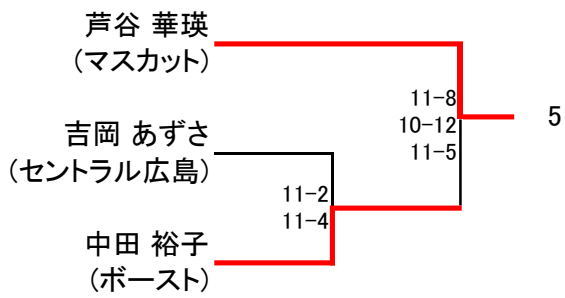 芦谷 華瑛
(マスカット)
11-8
10-12
11-5
5
吉岡 あずさ
(セントラル広島)
11-2
11-4
中田 裕子
(ボースト)